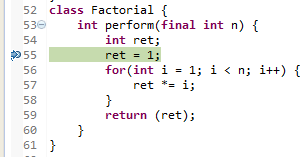 52 class Factorial {
53 int perform(final int n) {
54 int ret;
55 ret = 1;
56 for(int i = 1; i < n; i++) {
57 ret *= i;
58 }
59 return (ret);
60 }
61 }